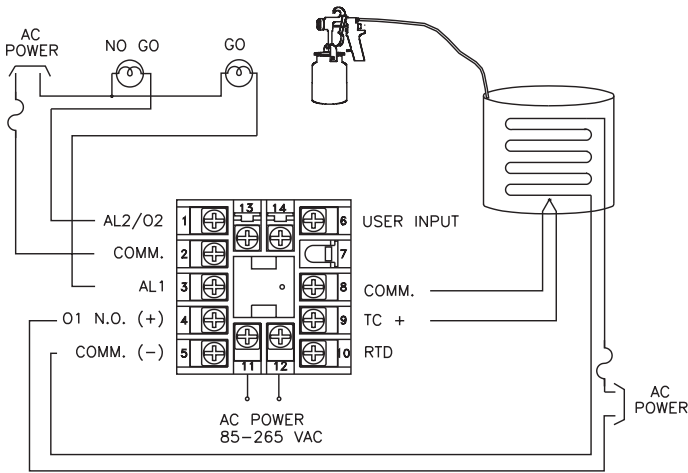 AC
POWER
NO GO
GO
13
14
AL2/O2
1
6
USER INPUT
COMM.
2
7
AL1
3
8
COMM.
O1 N.O. (+)
4
9
TC +
COMM. (-)
5
10
RTD
11
12
AC POWER
85-265 VAC
AC
POWER